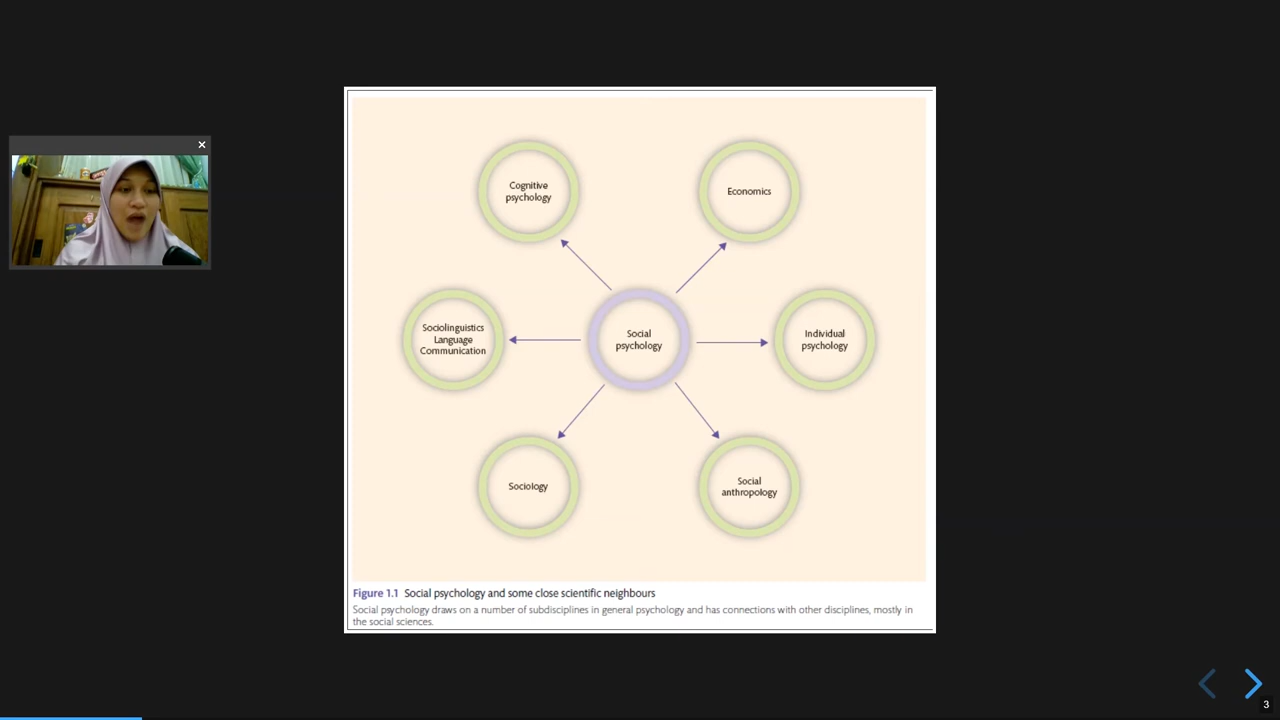 Cognitive
psychology
Economics
Sociolinguistics
Language
Communication
Social
psychology
Individual
psychology
Sociology
Social
anthropology
Figure 1.1 Social psychology and some close scientific neighbours
Social psychology draws on a number of subdisciplines in general psychology and has connections with other disciplines, mostly in
the social sciences.
3